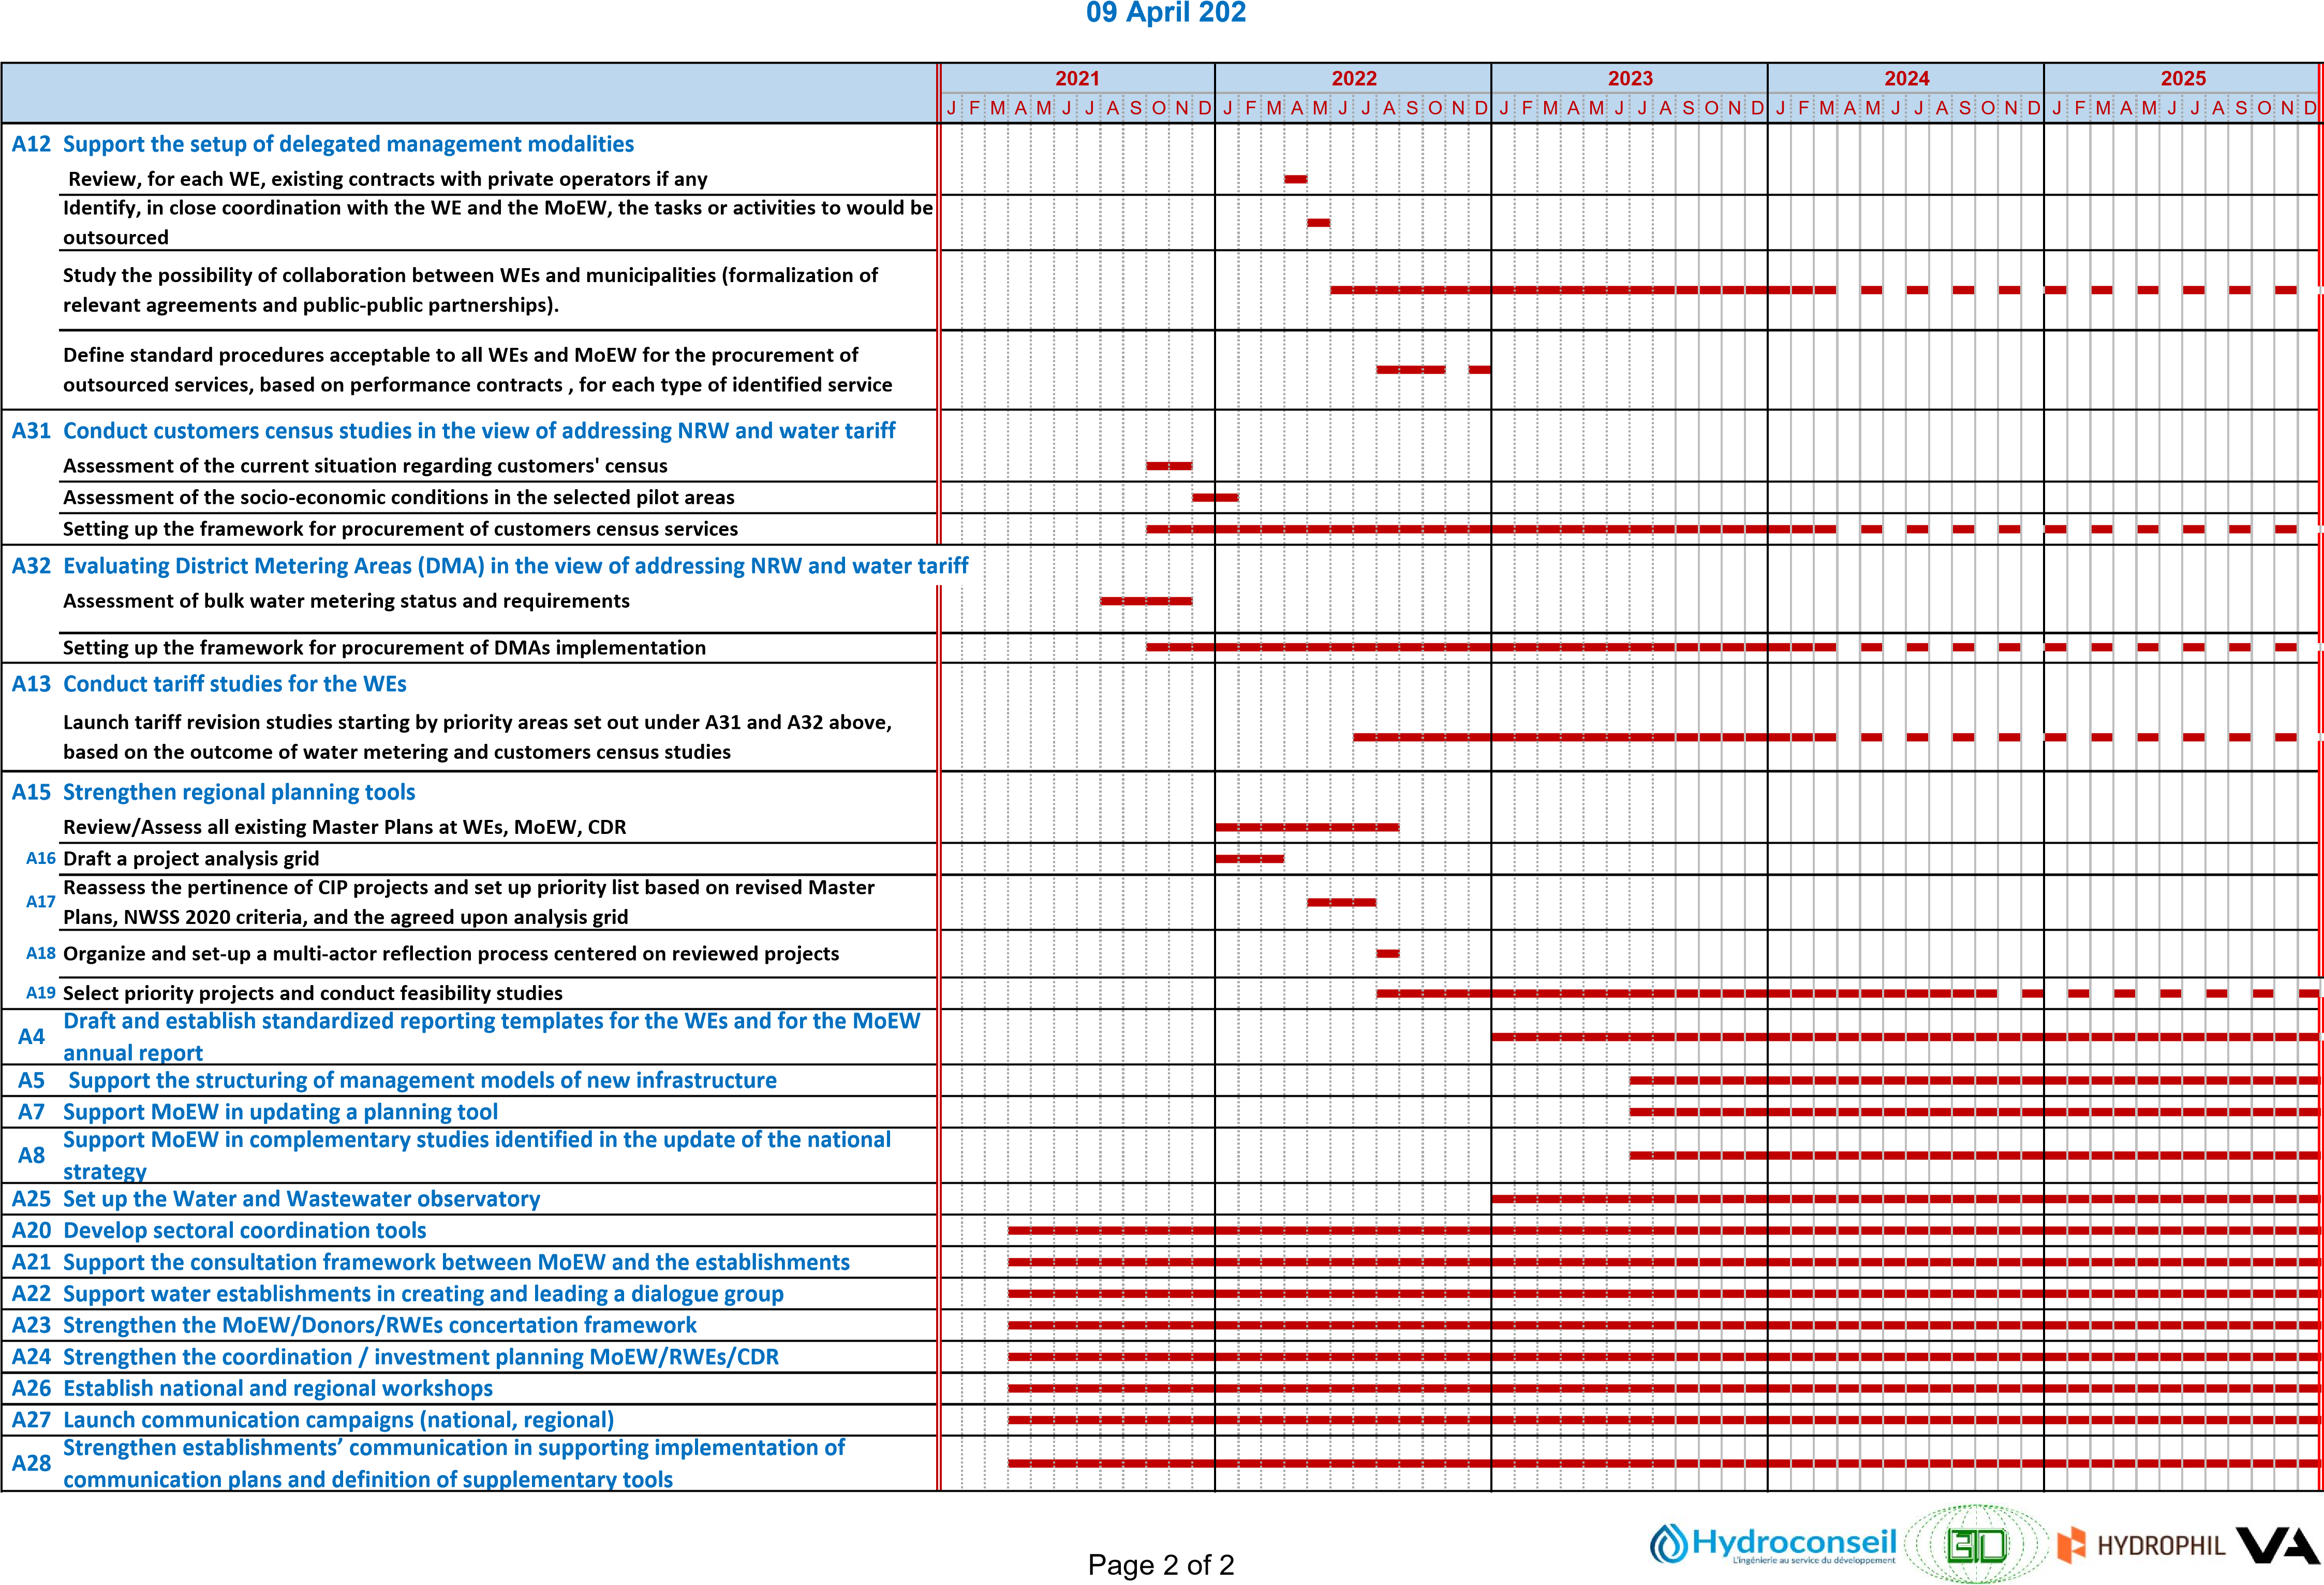 09 April 202
2021 2022 2023 2024 2025
J F M A M J J A S O N D J F M A M J J A S O N D J F M A M J J A S O N D J F M A M J J A S O N D J F M A M J J A S O N D
A12 Support the setup of delegated management modalities
Review, for each WE, existing contracts with private operators if any
Identify, in close coordination with the WE and the MoEW, the tasks or activities to would be
outsourced
Study the possibility of collaboration between WEs and municipalities (formalization of
relevant agreements and public-public partnerships).
Define standard procedures acceptable to all WEs and MoEW for the procurement of
outsourced services, based on performance contracts , for each type of identified service
A31 Conduct customers census studies in the view of addressing NRW and water tariff
Assessment of the current situation regarding customers' census
Assessment of the socio-economic conditions in the selected pilot areas
Setting up the framework for procurement of customers census services
A32 Evaluating District Metering Areas (DMA) in the view of addressing NRW and water tariff
Assessment of bulk water metering status and requirements
Setting up the framework for procurement of DMAs implementation
A13 Conduct tariff studies for the WEs
Launch tariff revision studies starting by priority areas set out under A31 and A32 above,
based on the outcome of water metering and customers census studies
A15 Strengthen regional planning tools
Review/Assess all existing Master Plans at WEs, MoEW, CDR
A16 Draft a project analysis grid
Reassess the pertinence of CIP projects and set up priority list based on revised Master
A17
Plans, NWSS 2020 criteria, and the agreed upon analysis grid
A18 Organize and set-up a multi-actor reflection process centered on reviewed projects
A19 Select priority projects and conduct feasibility studies
Draft and establish standardized reporting templates for the WEs and for the MoEW
A4
annual report
A5 Support the structuring of management models of new infrastructure
A7 Support MoEW in updating a planning tool
Support MoEW in complementary studies identified in the update of the national
A8
strategy
A25 Set up the Water and Wastewater observatory
A20 Develop sectoral coordination tools
A21 Support the consultation framework between MoEW and the establishments
A22 Support water establishments in creating and leading a dialogue group
A23 Strengthen the MoEW/Donors/RWEs concertation framework
A24 Strengthen the coordination / investment planning MoEW/RWEs/CDR
A26 Establish national and regional workshops
A27 Launch communication campaigns (national, regional)
Strengthen establishments’ communication in supporting implementation of
A28
communication plans and definition of supplementary tools
Page 2 of 2
Hydroconseil
L'ingénierie au service du développement
3D
HYDROPHIL
VA